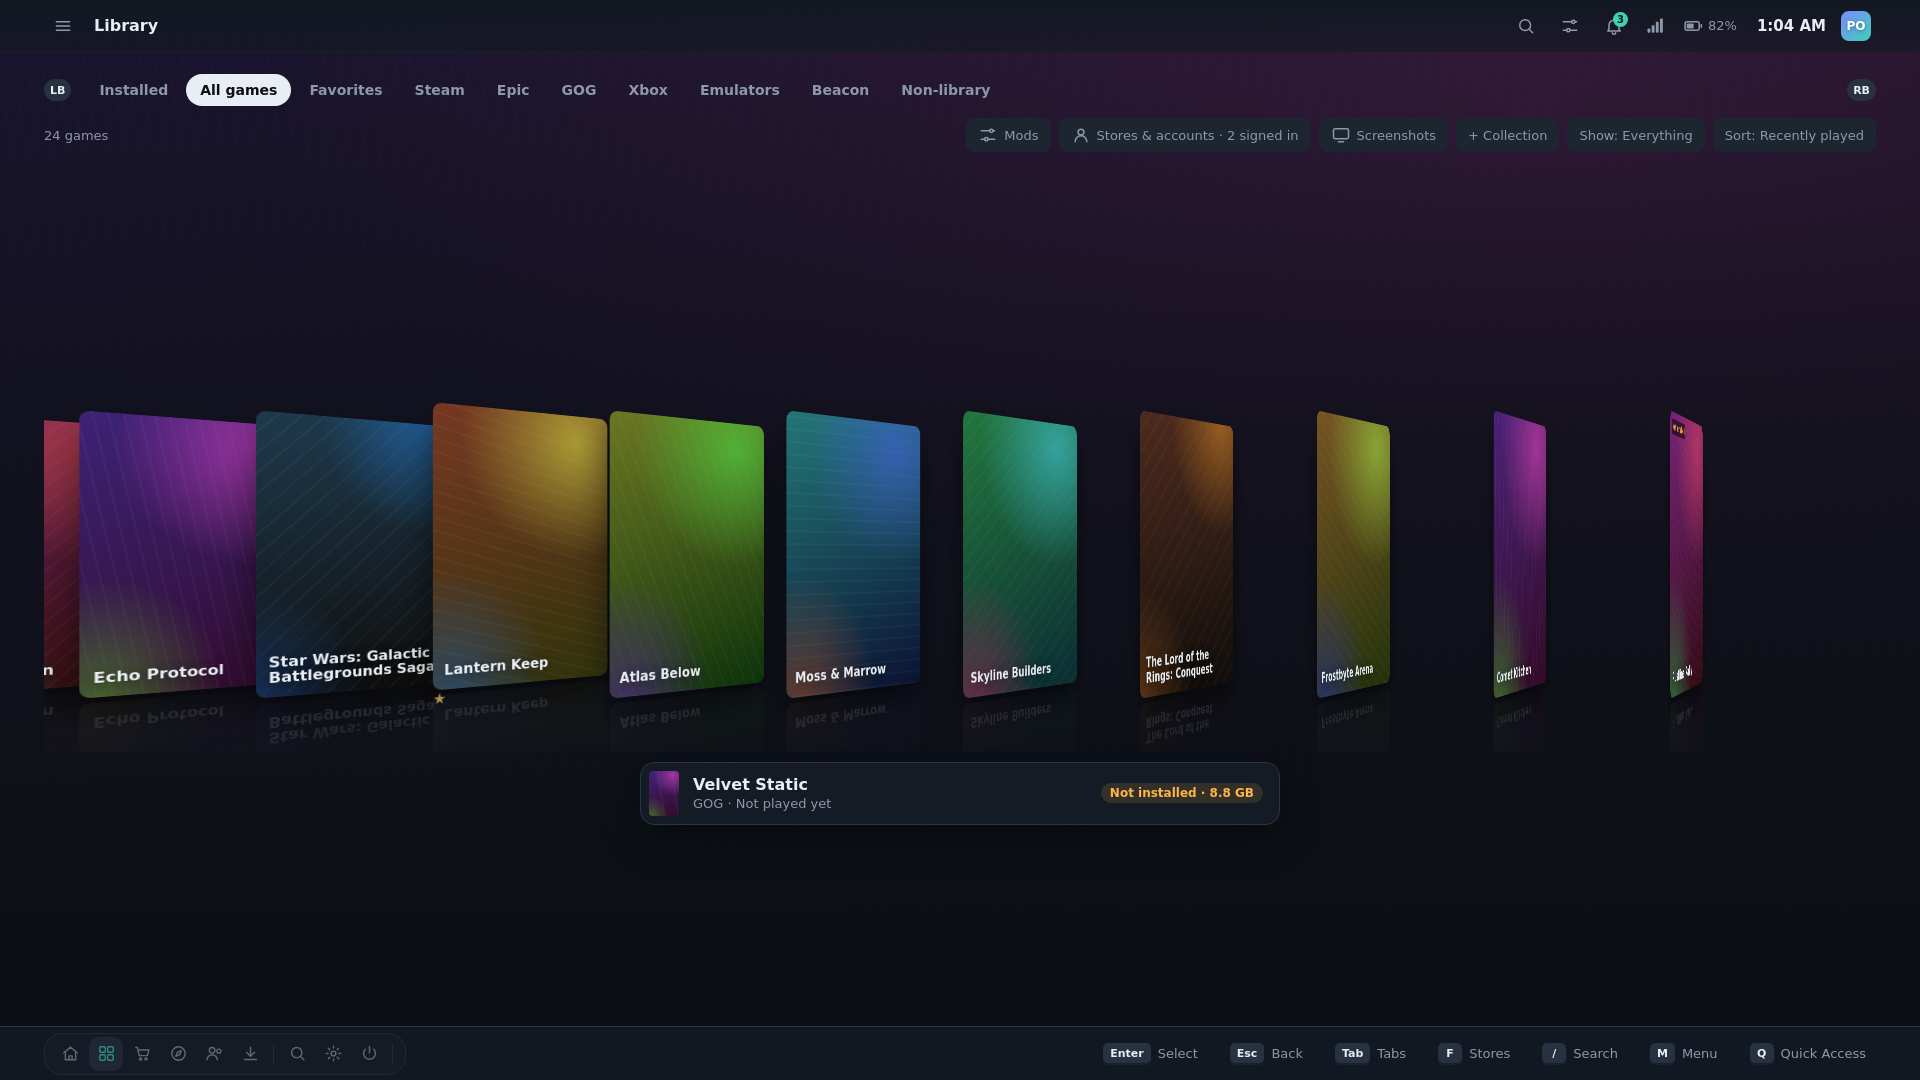 Library
3
82%
1:04 AM
PO
LB
Installed
All games
Favorites
Steam
Epic
GOG
Xbox
Emulators
Beacon
Non-library
RB
24 games
Mods
Stores & accounts · 2 signed in
Screenshots
+ Collection
Show: Everything
Sort: Recently played
n
Echo Protocol
Star Wars: Galactic
Battlegrounds Saga
Lantern Keep
Atlas Below
Moss & Marrow
Skyline Builders
The Lord of the
Rings: Conquest
Frostbyte Arena
Comet Kitchen
Velvet Static
GOG · Not played yet
Not installed · 8.8 GB
Enter Select
Esc Back
Tab Tabs
F Stores
/ Search
M Menu
Q Quick Access